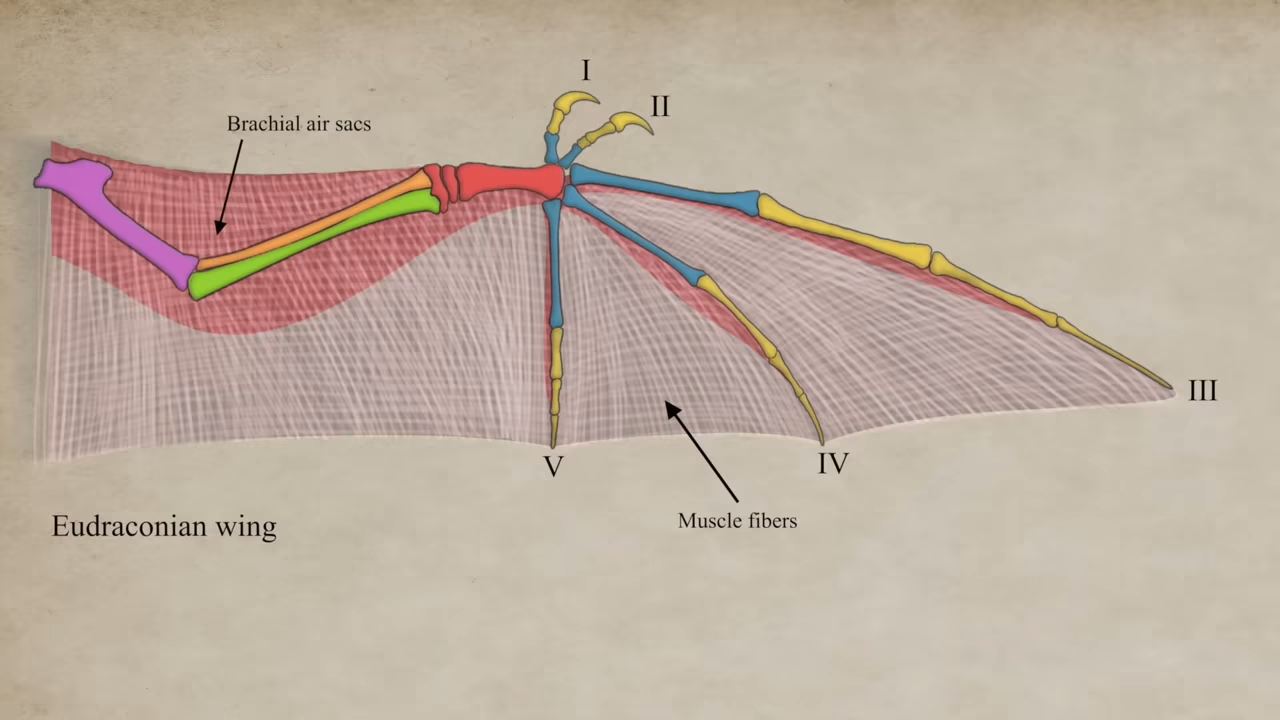 I
II
Brachial air sacs
III
V
IV
Muscle fibers
Eudraconian wing